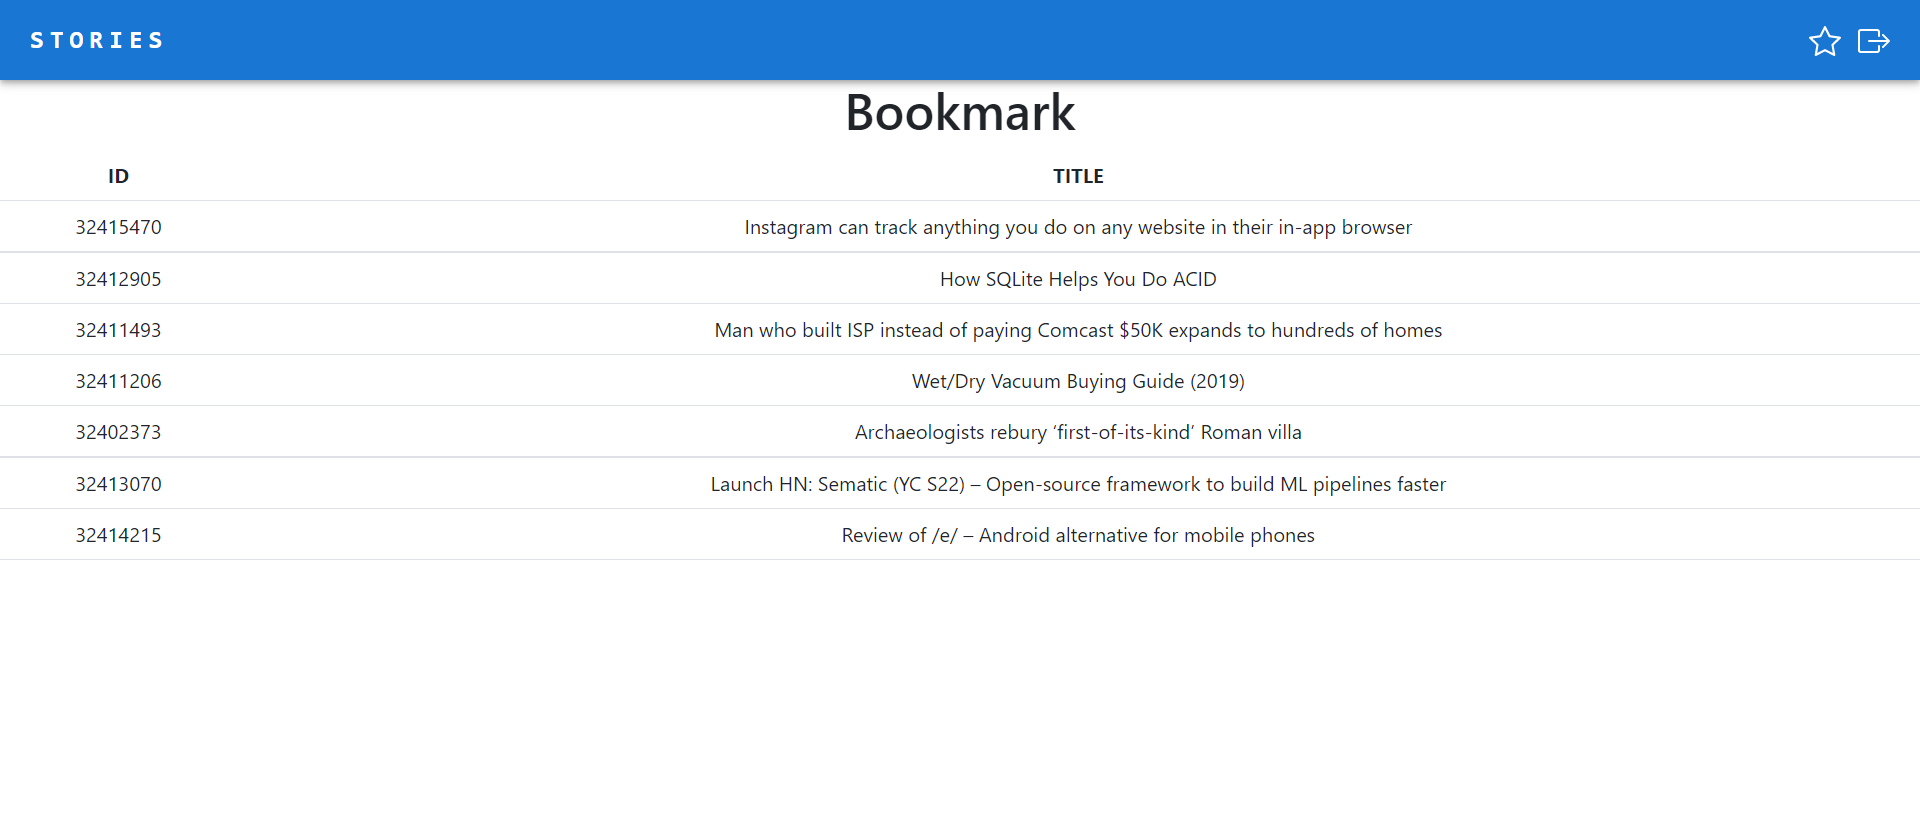 STORIES
Bookmark
ID TITLE
32415470 Instagram can track anything you do on any website in their in-app browser
32412905 How SQLite Helps You Do ACID
32411493 Man who built ISP instead of paying Comcast $50K expands to hundreds of homes
32411206 Wet/Dry Vacuum Buying Guide (2019)
32402373 Archaeologists rebury ‘first-of-its-kind’ Roman villa
32413070 Launch HN: Sematic (YC S22) – Open-source framework to build ML pipelines faster
32414215 Review of /e/ – Android alternative for mobile phones